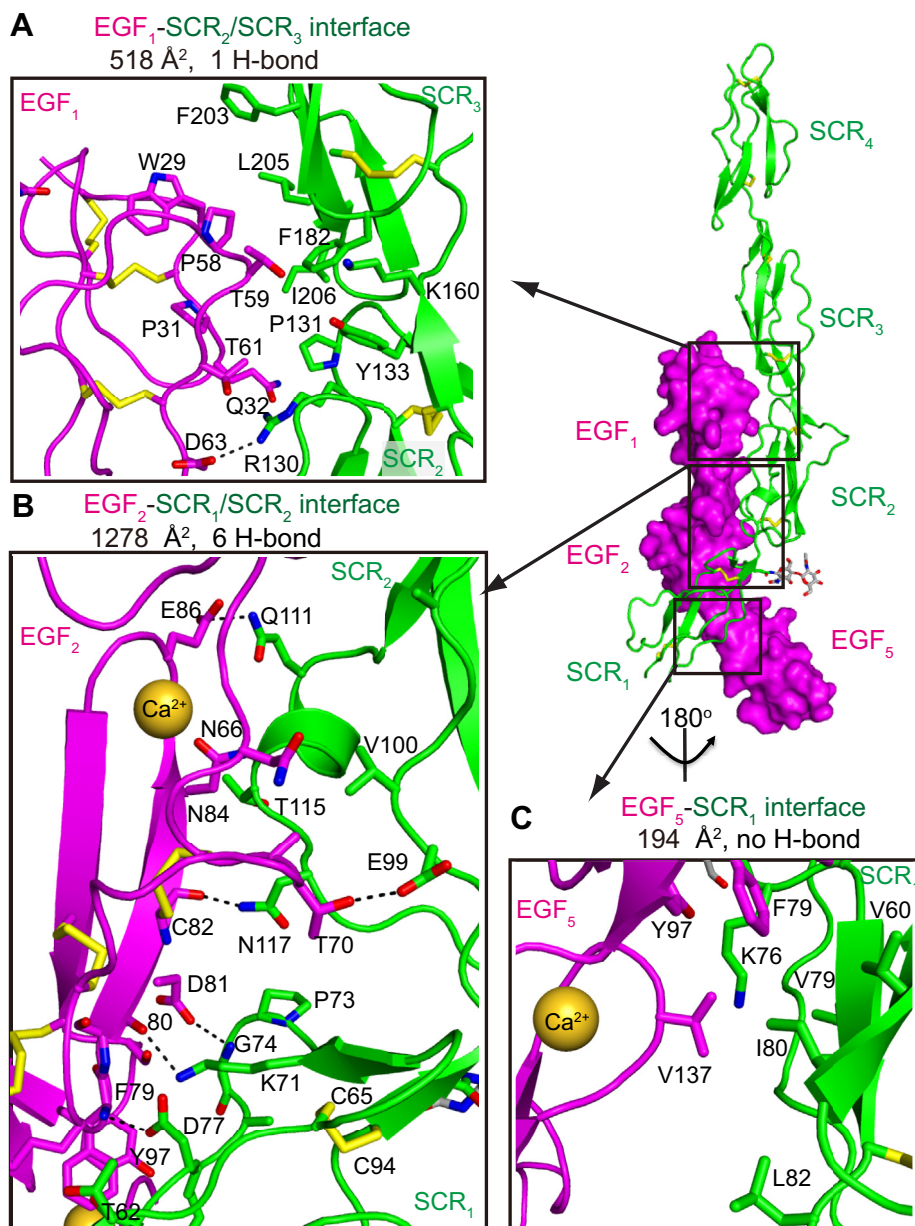 A
EGF1-SCR2/SCR3 interface
518 Å2, 1 H-bond
EGF1
SCR3
F203
W29
L205
F182
P58
T59
I206
K160
P31
P131
T61
Y133
Q32
D63
R130
SCR2
SCR4
SCR3
EGF1
SCR2
EGF2
EGF5
SCR1
180o
B
EGF2-SCR1/SCR2 interface
1278 Å2, 6 H-bond
SCR2
E86
Q111
EGF2
Ca2+
N66
V100
N84
T115
E99
C82
N117
T70
D81
P73
80
G74
K71
F79
C65
D77
Y97
C94
T62
SCR1
EGF5-SCR1 interface
C
194 Å2, no H-bond
SCR
EGF5
F79
V60
Y97
K76
V79
Ca2+
I80
V137
L82